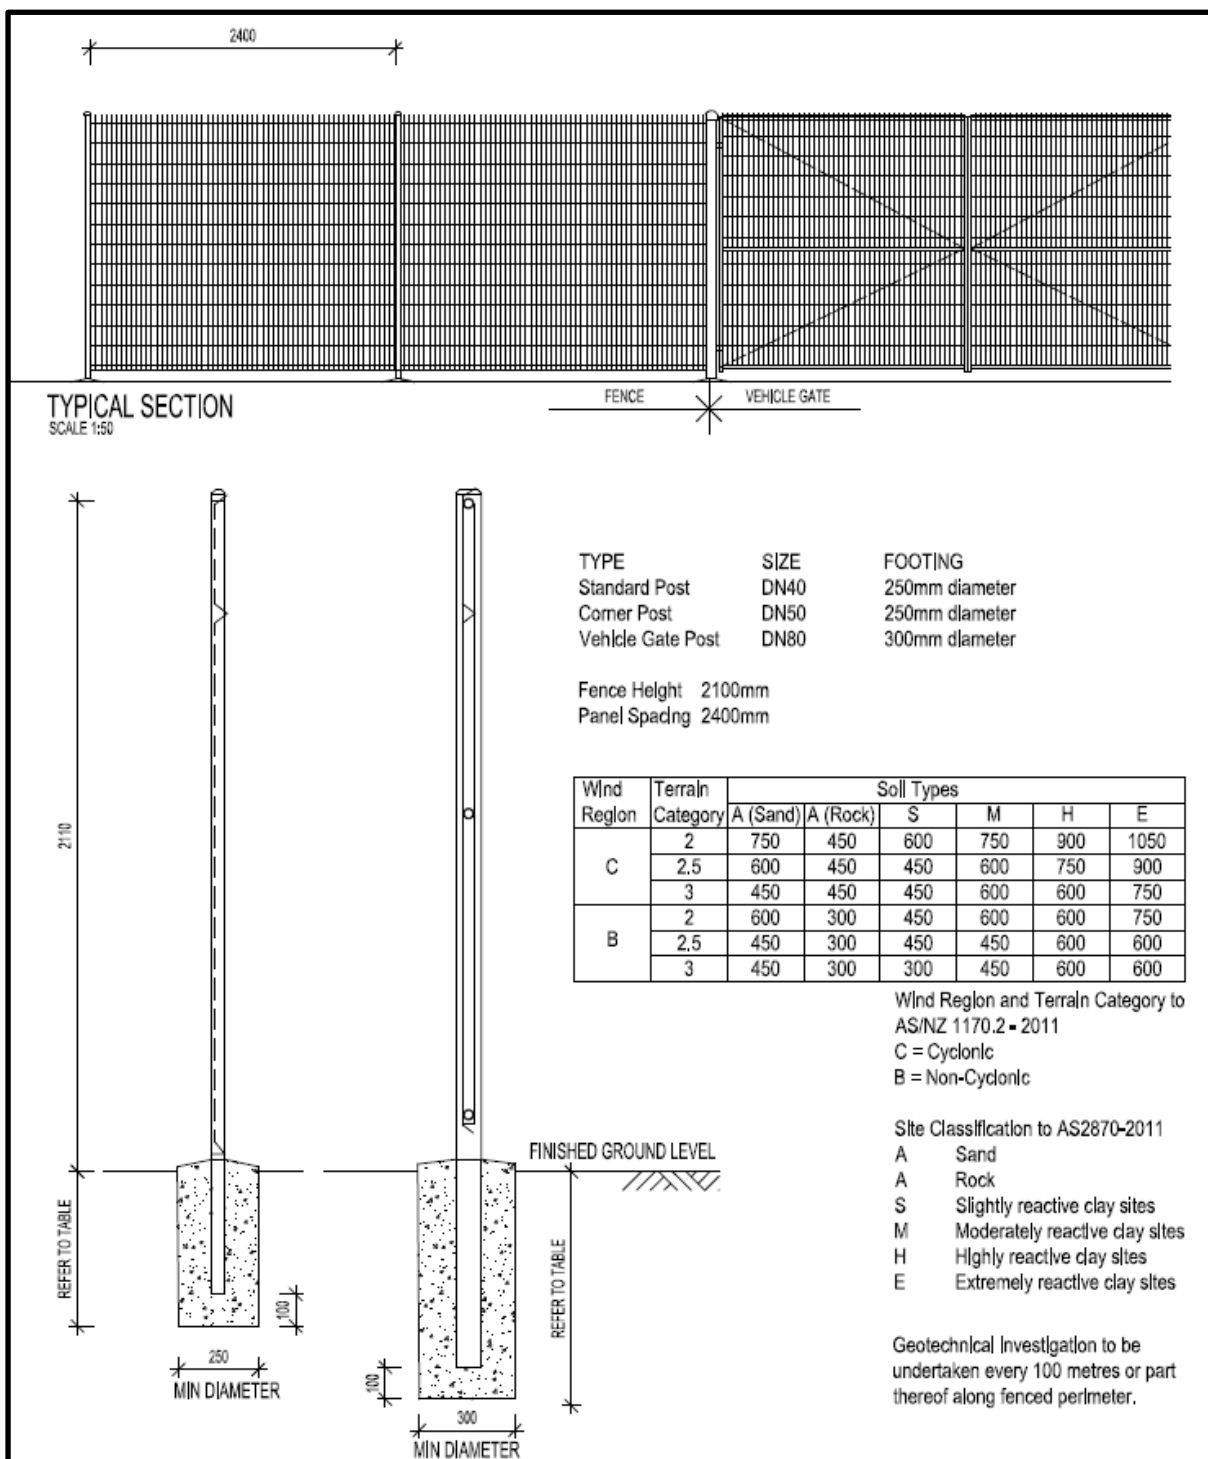 2400
FENCE
VEHICLE GATE
TYPICAL SECTION
SCALE 1:50
2110
REFER TO TABLE
100
250
MIN DIAMETER
100
300
MIN DIAMETER
FINISHED GROUND LEVEL
REFER TO TABLE
TYPE SIZE FOOTING
Standard Post DN40 250mm diameter
Corner Post DN50 250mm diameter
Vehicle Gate Post DN80 300mm diameter
Fence Height 2100mm
Panel Spacing 2400mm
Wind Terrain Soil Types
Region Category A (Sand) A (Rock) S M H E
2 750 450 600 750 900 1050
C 2.5 600 450 450 600 750 900
3 450 450 450 600 600 750
2 600 300 450 600 600 750
B 2.5 450 300 450 450 600 600
3 450 300 300 450 600 600
Wind Region and Terrain Category to
AS/NZ 1170.2 - 2011
C = Cyclonic
B = Non-Cyclonic
Site Classification to AS2870-2011
A Sand
A Rock
S Slightly reactive clay sites
M Moderately reactive clay sites
H Highly reactive clay sites
E Extremely reactive clay sites
Geotechnical investigation to be
undertaken every 100 metres or part
thereof along fenced perimeter.